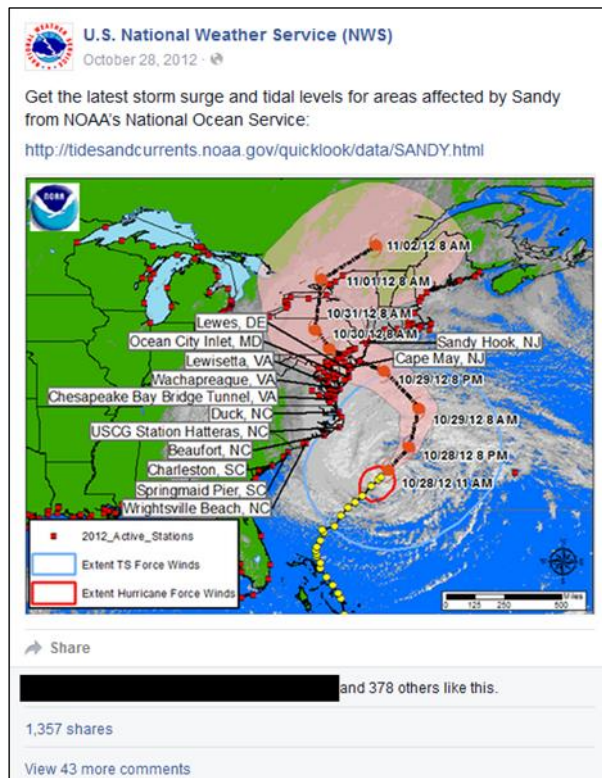 U.S. National Weather Service (NWS)
October 28, 2012 ·
Get the latest storm surge and tidal levels for areas affected by Sandy
from NOAA's National Ocean Service:
http://tidesandcurrents.noaa.gov/quicklook/data/SANDY.html
NOAA
11/02/12 8 AM
11/01/12 8 AM
10/31/12 8 AM
10/30/12 8 AM
Lewes, DE
Ocean City Inlet, MD
Lewisetta, VA
Wachapreaque, VA
Chesapeake Bay Bridge Tunnel, VA
Duck, NC
USCG Station Hatteras, NC
Beaufort, NC
Charleston, SC
Springmaid Pier, SC
Wrightsville Beach, NC
Sandy Hook, NJ
Cape May, NJ
10/29/12 8 PM
10/29/12 8 AM
10/28/12 8 PM
10/28/12 11 AM
2012_Active_Stations
Extent TS Force Winds
Extent Hurricane Force Winds
Miles
0 125 250 500
Share
and 378 others like this.
1,357 shares
View 43 more comments